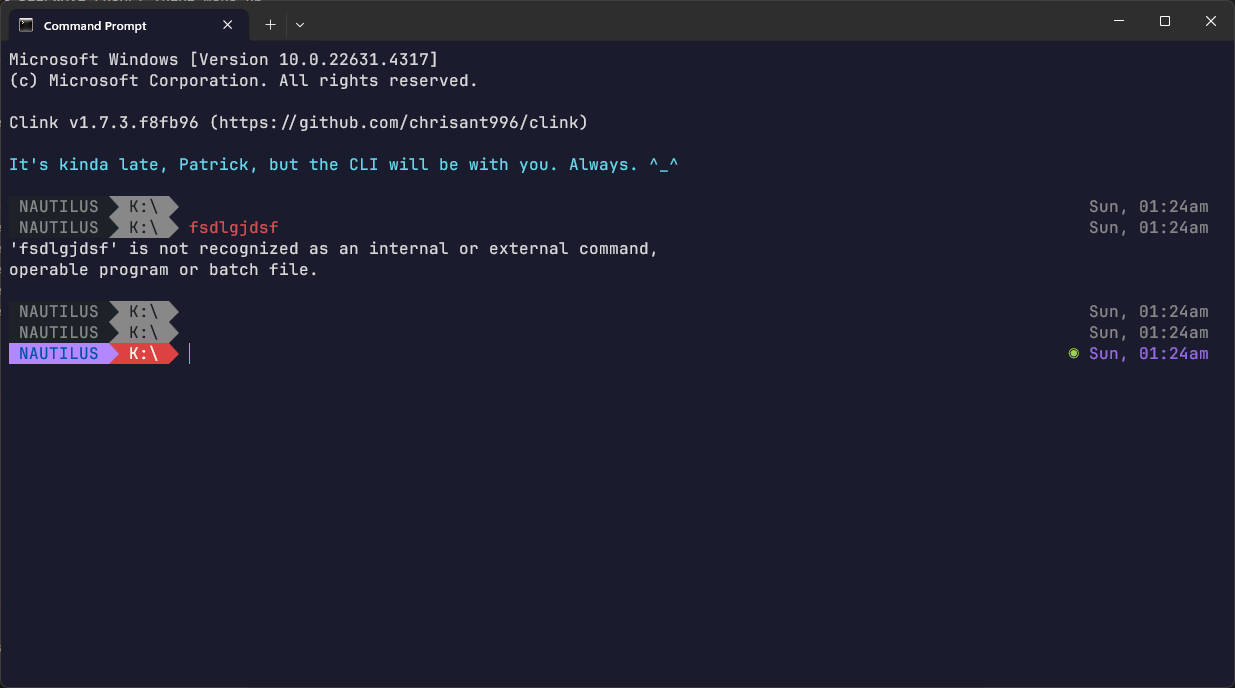 Command Prompt
Microsoft Windows [Version 10.0.22631.4317]
(c) Microsoft Corporation. All rights reserved.
Clink v1.7.3.f8fb96 (https://github.com/chrisant996/clink)
It's kinda late, Patrick, but the CLI will be with you. Always. ^_^
NAUTILUS K:\ Sun, 01:24am
NAUTILUS K:\ fsdlgjdsf Sun, 01:24am
'fsdlgjdsf' is not recognized as an internal or external command,
operable program or batch file.
NAUTILUS K:\ Sun, 01:24am
NAUTILUS K:\ Sun, 01:24am
NAUTILUS K:\ Sun, 01:24am